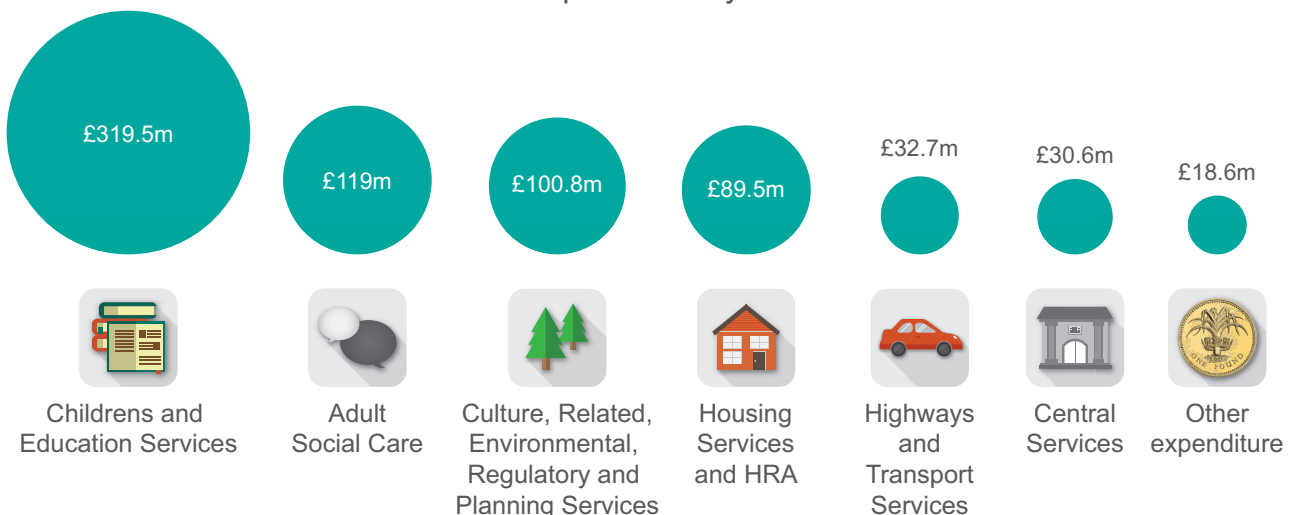 £319.5m
£119m
£100.8m
£89.5m
£32.7m
£30.6m
£18.6m
ONE POUND
Childrens and
Education Services
Adult
Social Care
Culture, Related,
Environmental,
Regulatory and
Planning Services
Housing
Services
and HRA
Highways
and
Transport
Services
Central
Services
Other
expenditure